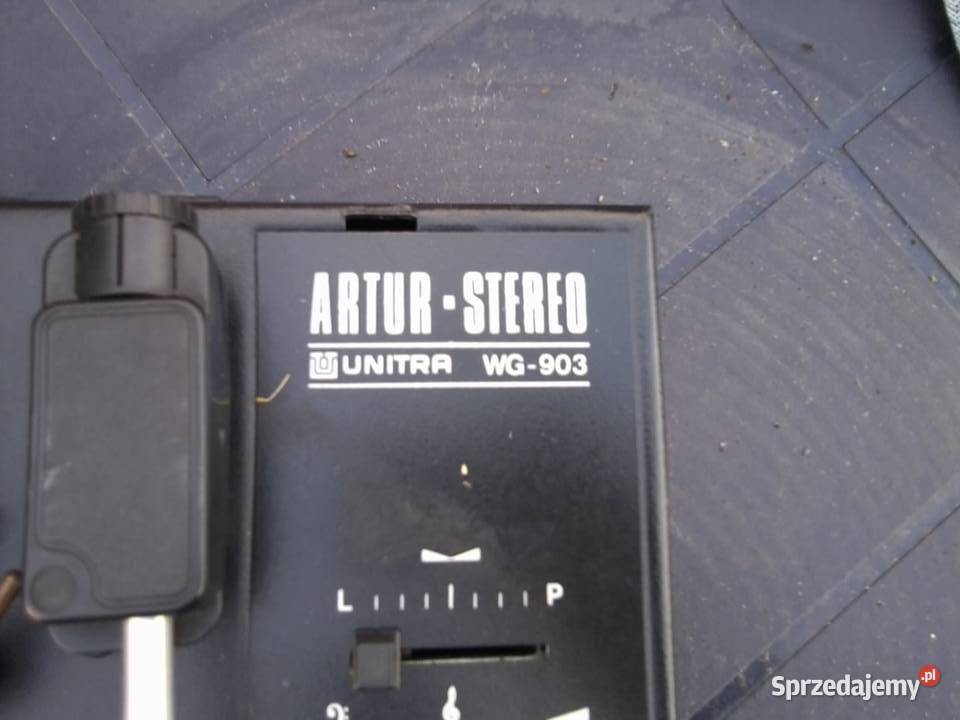 ARTUR·STEREO
UNITRA WG-903
L P
Sprzedajemy.pl